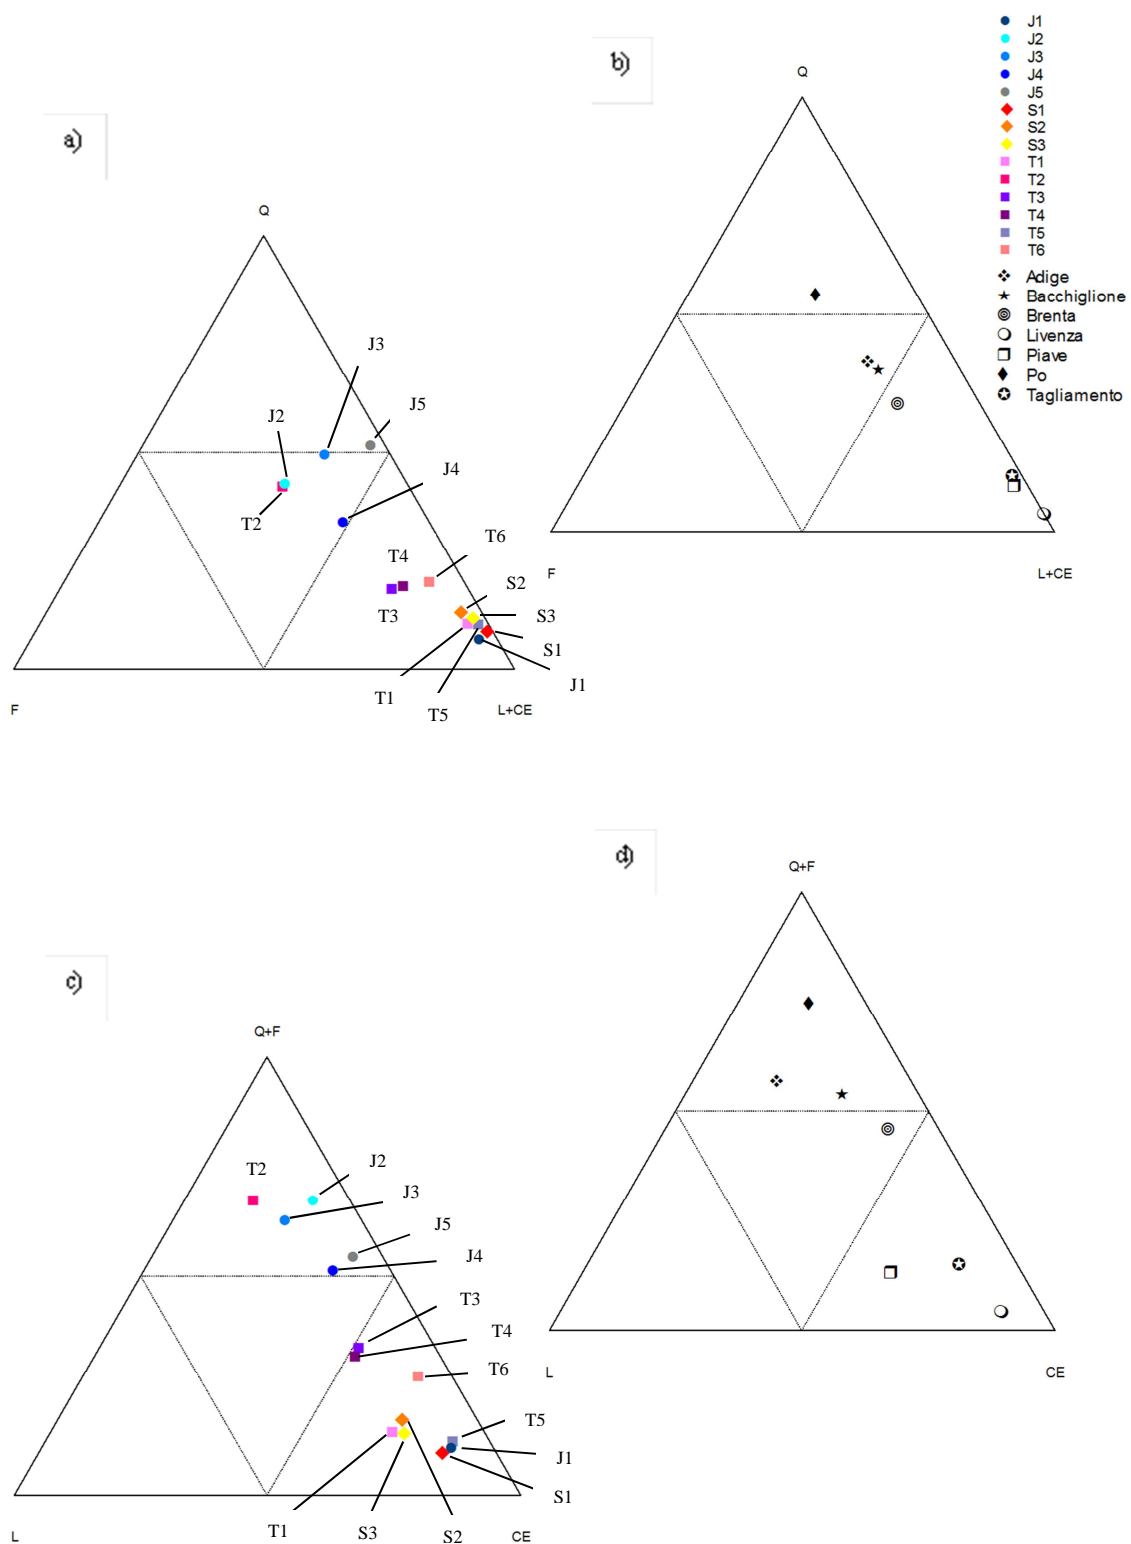 a)
Q
J3
J5
J2
J4
T2
T6
T4
S2
T3
S3
S1
J1
T1
T5
F
L+CE
b)
Q
F
L+CE
J1
J2
J3
J4
J5
S1
S2
S3
T1
T2
T3
T4
T5
T6
Adige
Bacchiglione
Brenta
Livenza
Piave
Po
Tagliamento
c)
Q+F
T2
J2
J3
J5
J4
T3
T4
T6
T5
J1
S1
T1
S3
S2
L
CE
d)
Q+F
L
CE